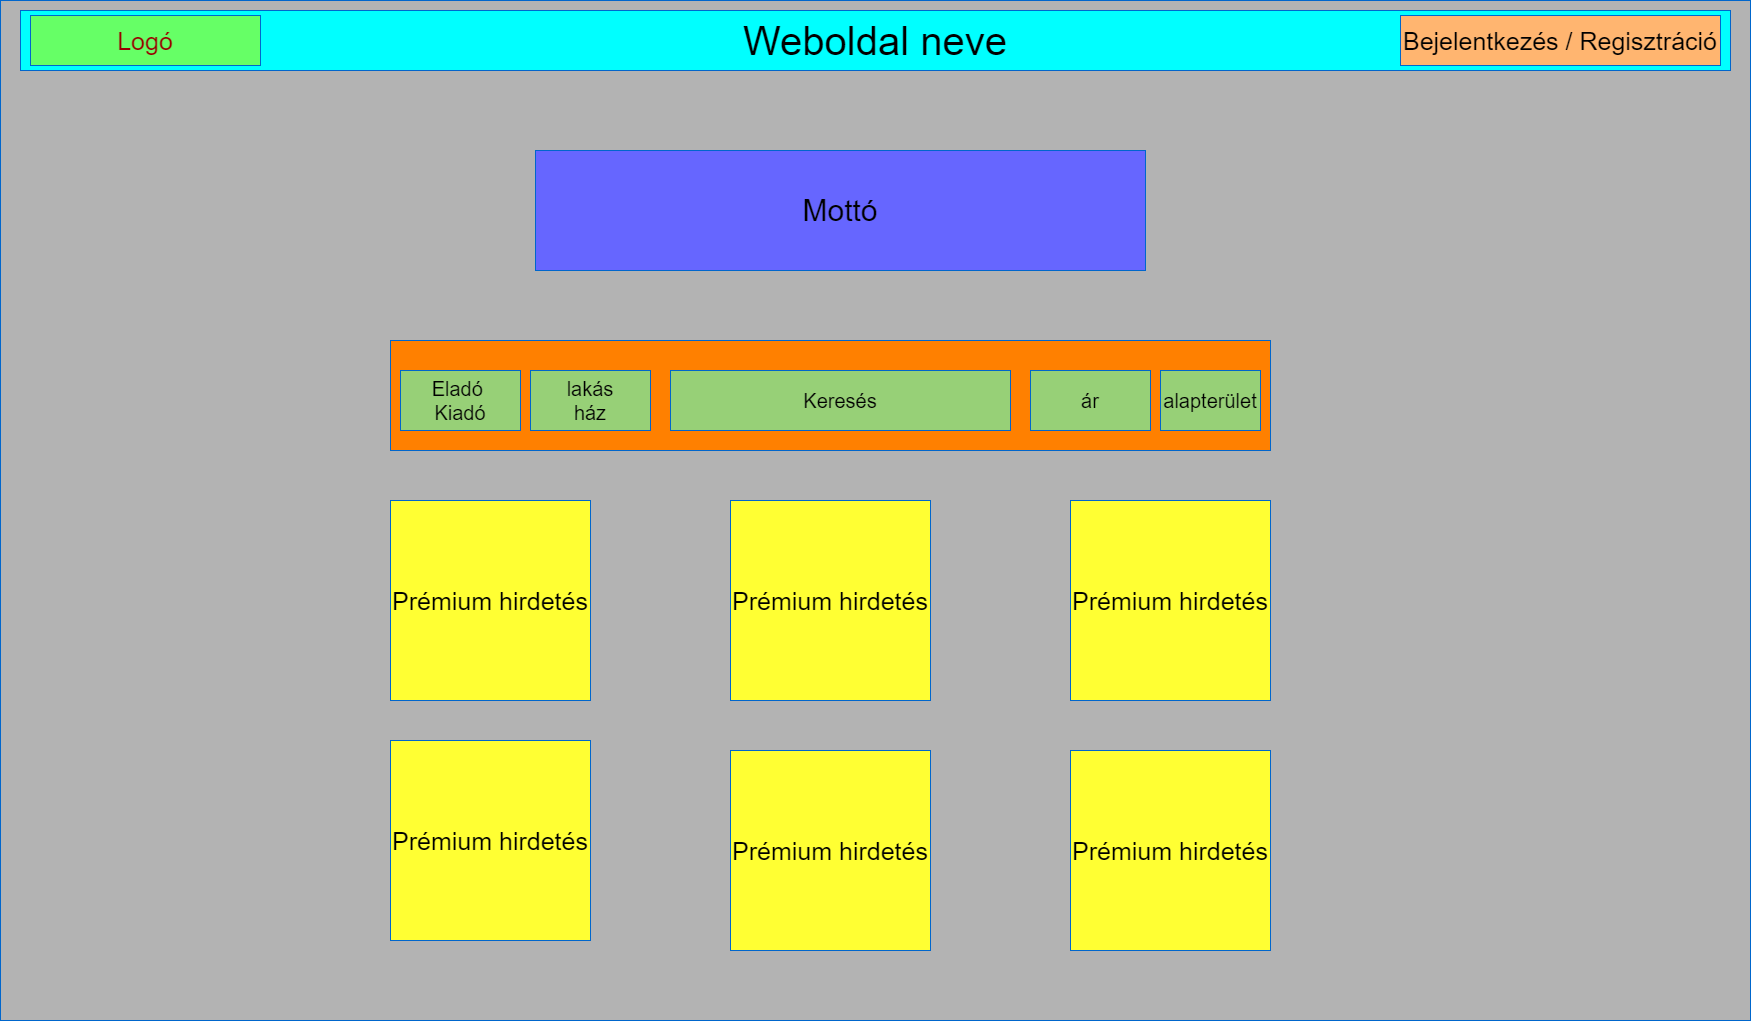 Logó
Weboldal neve
Bejelentkezés / Regisztráció
Mottó
Eladó
Kiadó
lakás
ház
Keresés
ár
alapterület
Prémium hirdetés
Prémium hirdetés
Prémium hirdetés
Prémium hirdetés
Prémium hirdetés
Prémium hirdetés